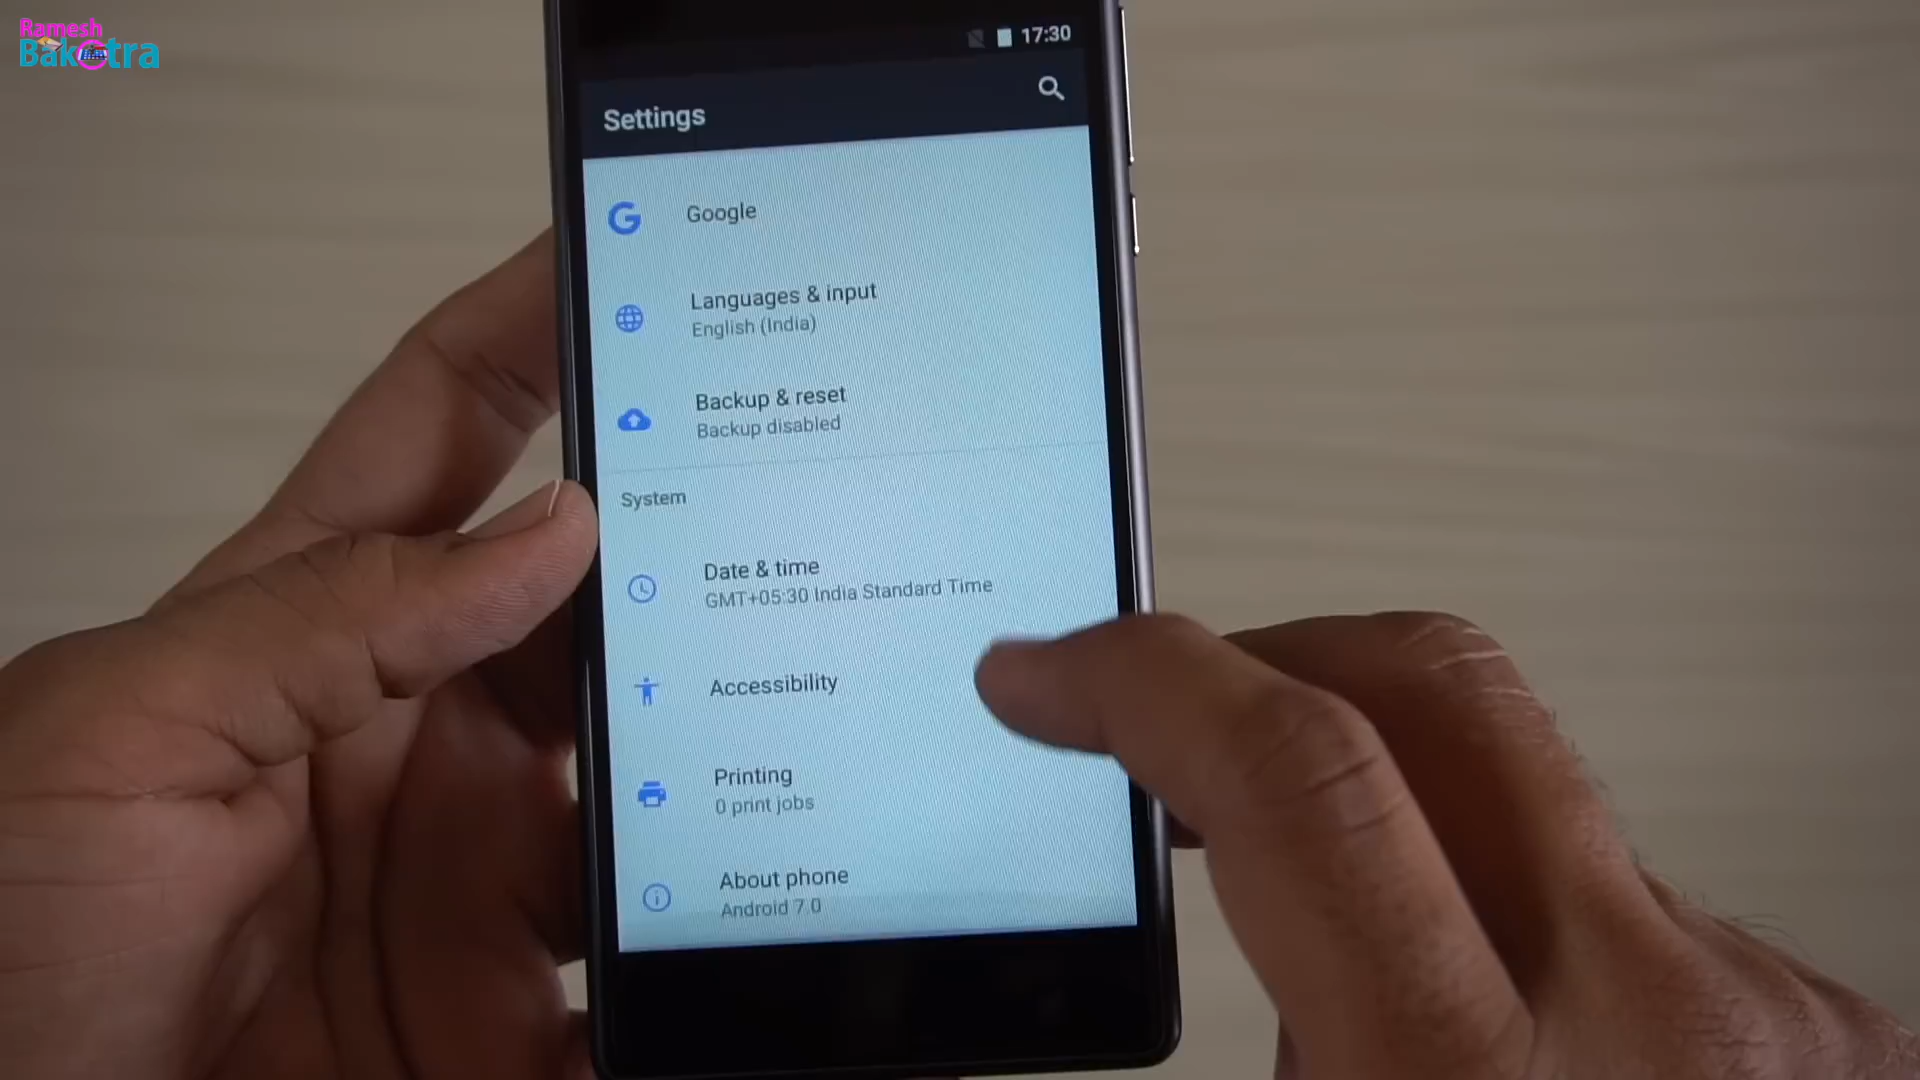 Ramesh
Bakotra
17:30
Settings
Google
Languages & input
English (India)
Backup & reset
Backup disabled
System
Date & time
GMT+05:30 India Standard Time
Accessibility
Printing
0 print jobs
About phone
Android 7.0